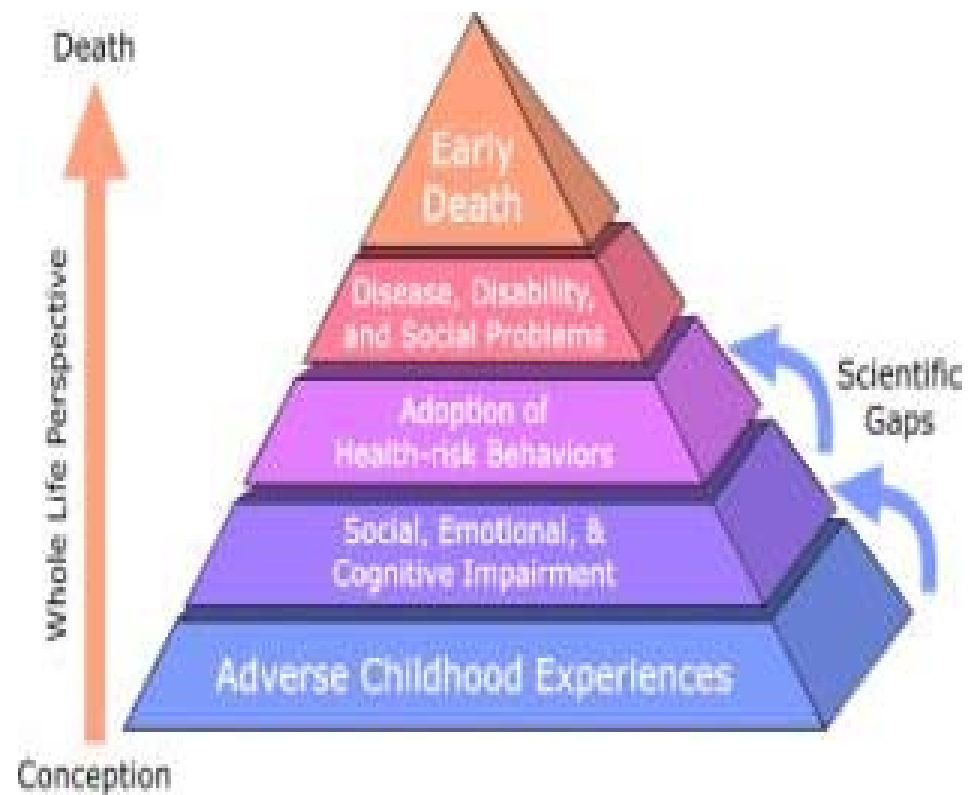 Death
Early
Death
Disease, Disability,
and Social Problems
Scientific
Gaps
Adoption of
Health-risk Behaviors
Social, Emotional, &
Cognitive Impairment
Adverse Childhood Experiences
Whole Life Perspective
Conception